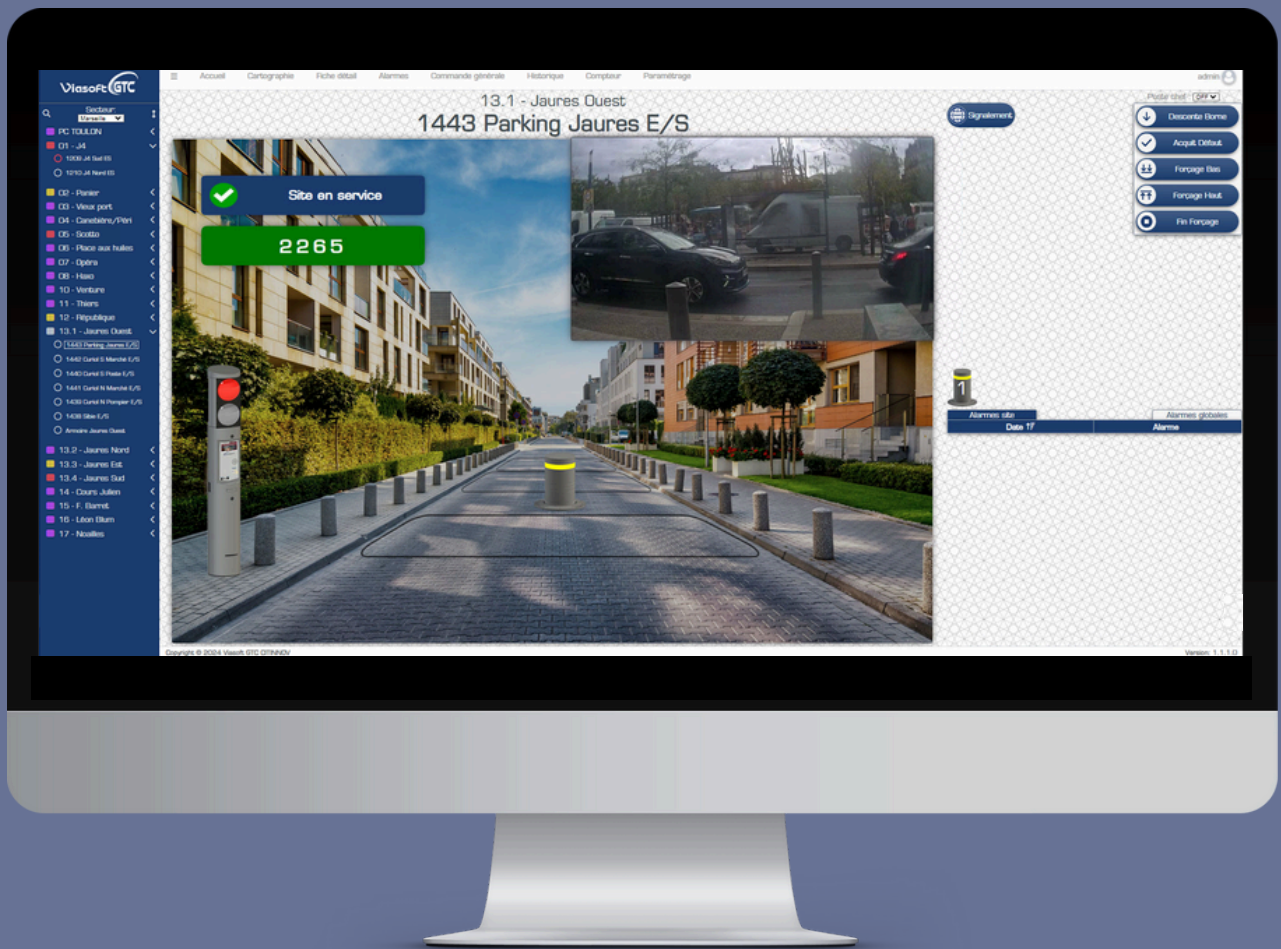 Viasoft GTC
Secteur:
Marseille
PC TOULON
01 - J4
1209 J4 Sud ES
1210 J4 Nord ES
02 - Panier
03 - Vieux port
04 - Canebière/Péri
05 - Scotto
06 - Place aux huiles
07 - Opéra
08 - Haxo
10 - Venture
11 - Thiers
12 - République
13.1 - Jaures Ouest
1443 Parking Jaures E/S
1442 Curiol S Marché E/S
1440 Curiol S Poste E/S
1441 Curiol N Marché E/S
1439 Curiol N Pompier E/S
1438 Sibie E/S
Armoire Jaures Ouest
13.2 - Jaures Nord
13.3 - Jaures Est
13.4 - Jaures Sud
14 - Cours Julien
15 - F. Barret
16 - Léon Blum
17 - Noailles
Accueil Cartographie Fiche détail Alarmes Commande générale Historique Compteur Paramétrage
admin
13.1 - Jaures Ouest
1443 Parking Jaures E/S
Site en service
2265
Signalement
Poste chef : OFF
Descente Borne
Acquit Défaut
Forçage Bas
Forçage Haut
Fin Forçage
1
Alarmes site Alarmes globales
Date Alarme
Copyright © 2024 Viasoft GTC CITINNOV
Version: 1.1.1.0